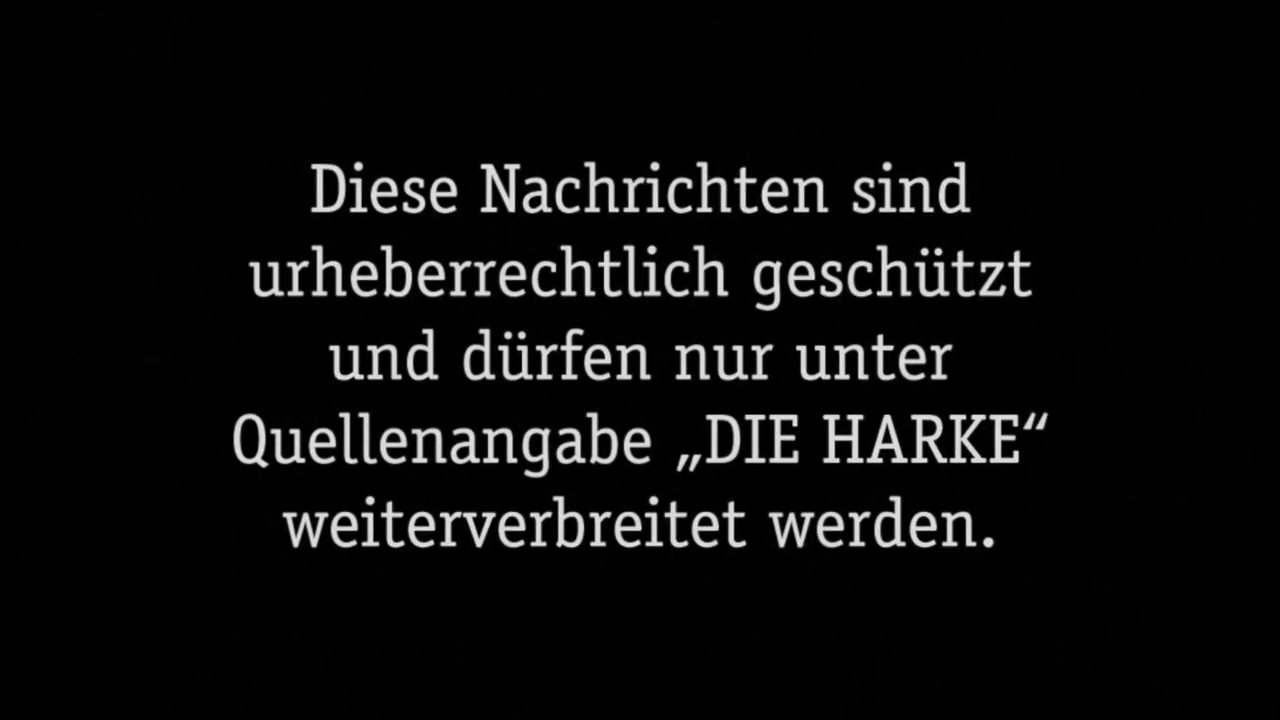 Diese Nachrichten sind
urheberrechtlich geschützt
und dürfen nur unter
Quellenangabe „DIE HARKE“
weiterverbreitet werden.